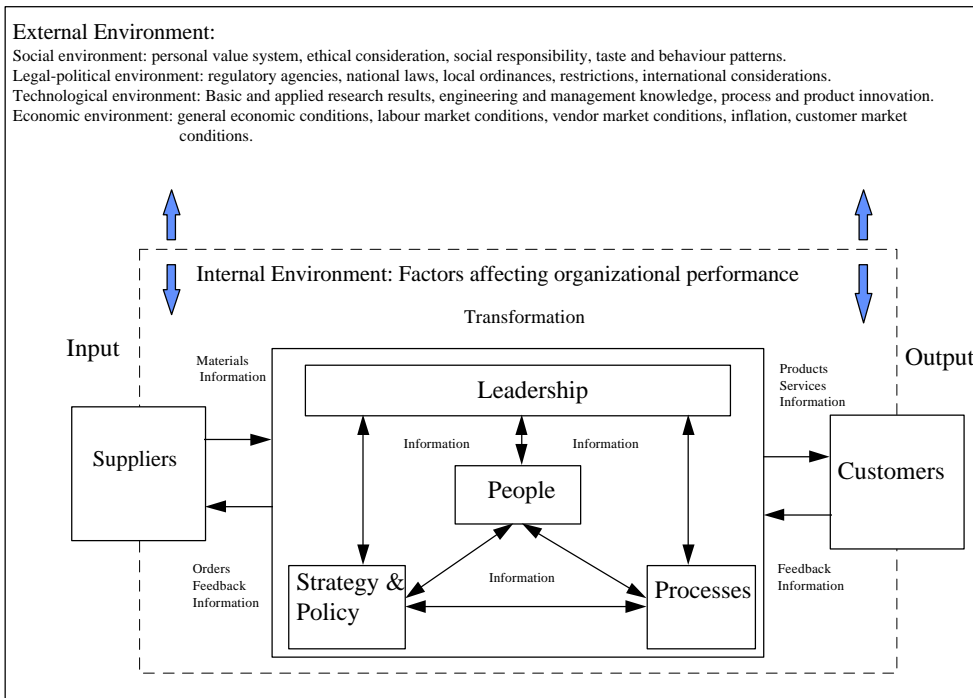 External Environment:
Social environment: personal value system, ethical consideration, social responsibility, taste and behaviour patterns.
Legal-political environment: regulatory agencies, national laws, local ordinances, restrictions, international considerations.
Technological environment: Basic and applied research results, engineering and management knowledge, process and product innovation.
Economic environment: general economic conditions, labour market conditions, vendor market conditions, inflation, customer market
conditions.
Internal Environment: Factors affecting organizational performance
Transformation
Input
Output
Materials
Information
Products
Services
Information
Leadership
Information
Information
Suppliers
People
Customers
Orders
Feedback
Information
Strategy &
Policy
Information
Processes
Feedback
Information